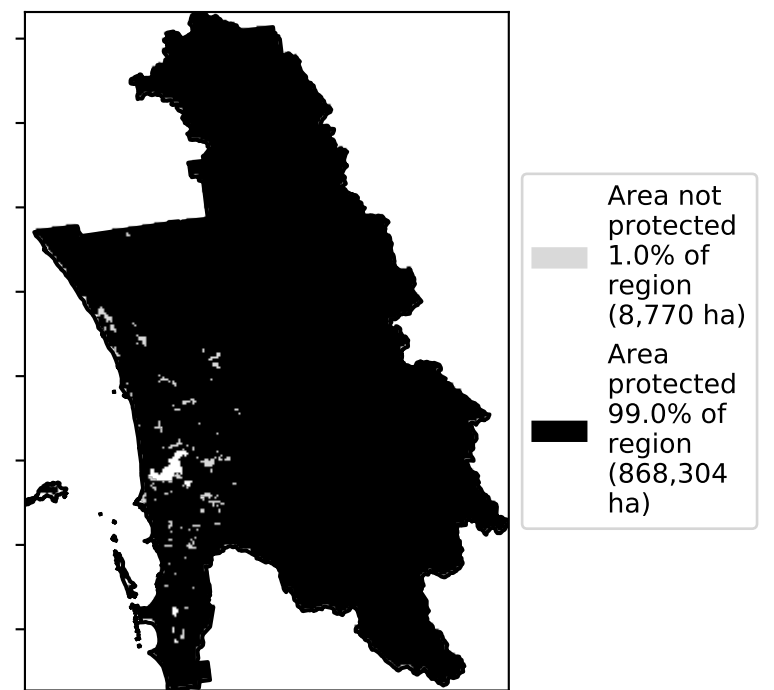 Area not
protected
1.0% of
region
(8,770 ha)
Area
protected
99.0% of
region
(868,304
ha)